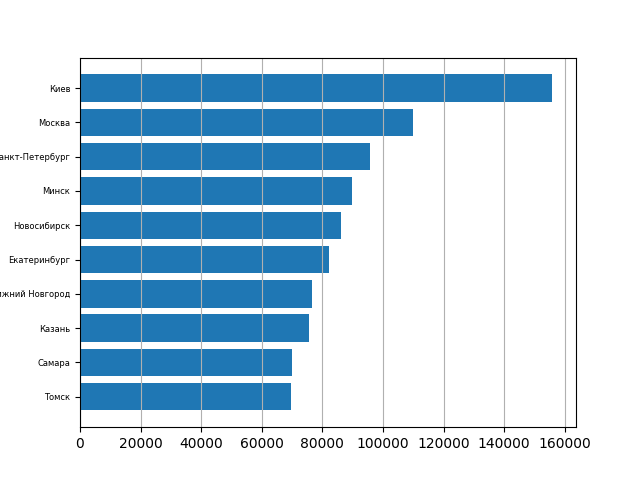 Киев
Москва
анкт-Петербург
Минск
Новосибирск
Екатеринбург
жний Новгород
Казань
Самара
Томск
0 20000 40000 60000 80000 100000 120000 140000 160000